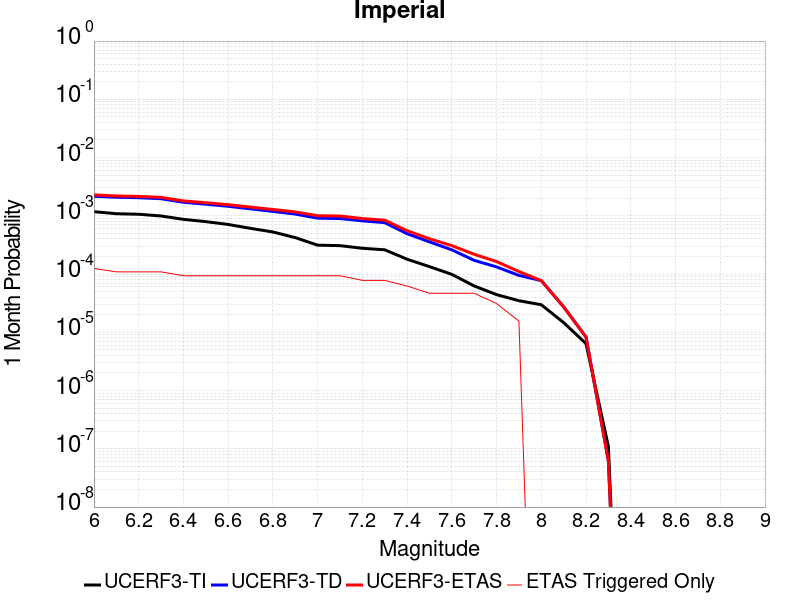 Imperial
10 0
10 -1
10 -2
10 -3
10 -4
10 -5
10 -6
10 -7
10 -8
1 Month Probability
6 6.2 6.4 6.6 6.8 7 7.2 7.4 7.6 7.8 8 8.2 8.4 8.6 8.8 9
Magnitude
UCERF3-TI UCERF3-TD UCERF3-ETAS ETAS Triggered Only